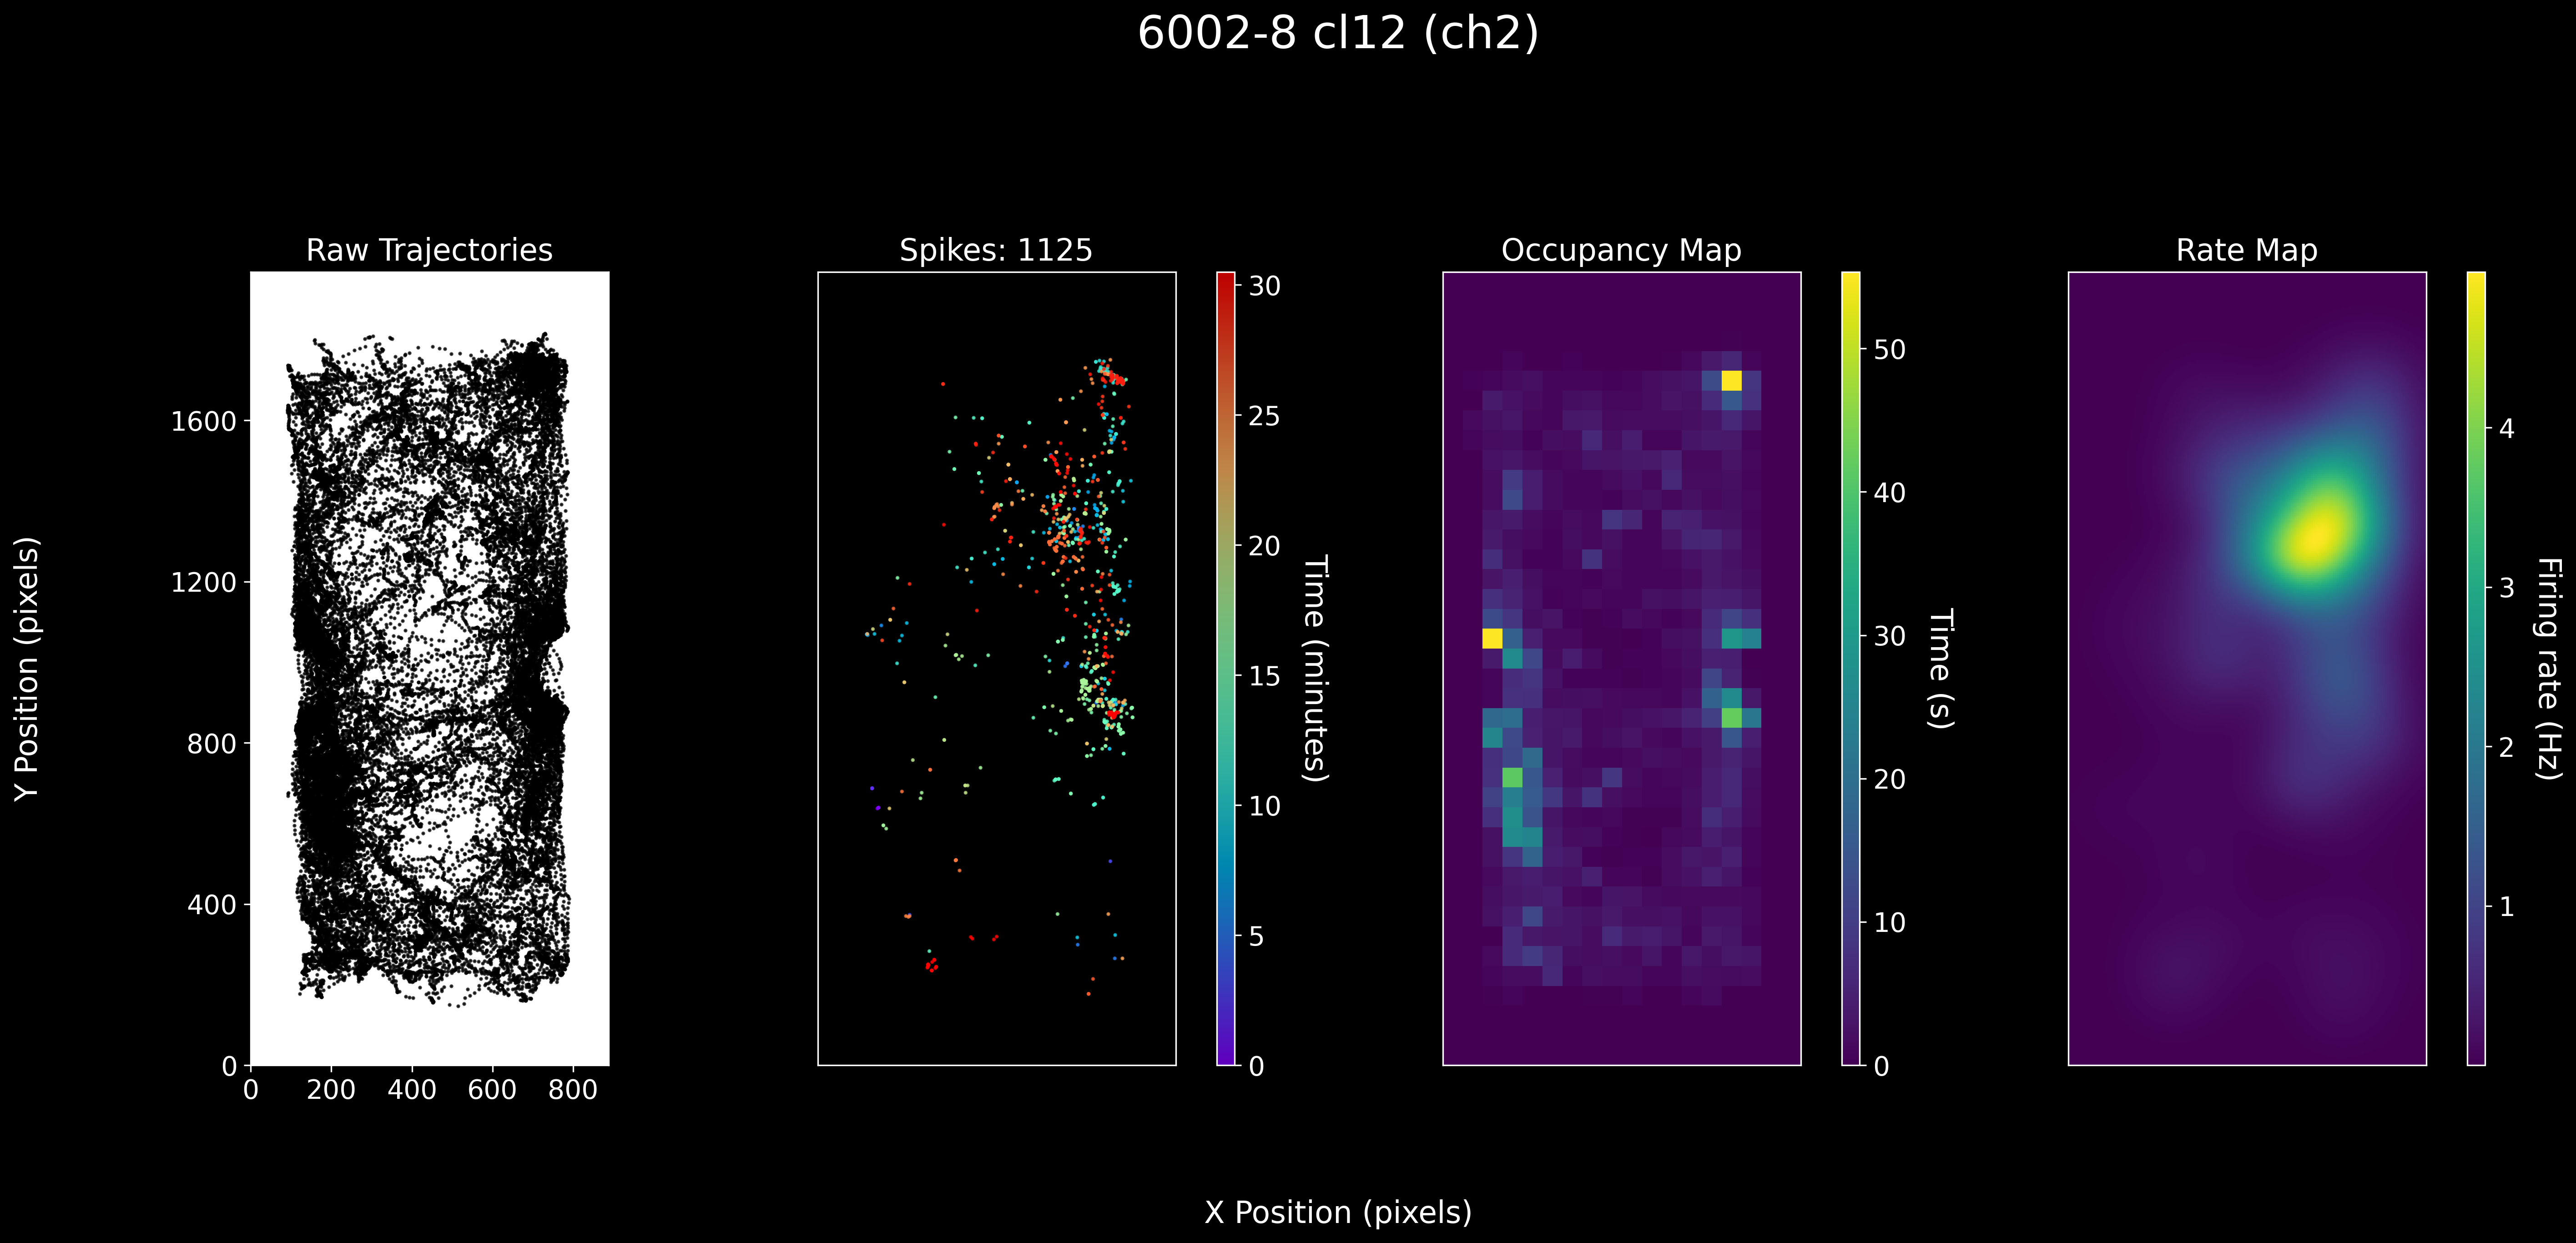 6002-8 cl12 (ch2)
Raw Trajectories
Spikes: 1125
Occupancy Map
Rate Map
Y Position (pixels)
1600
1200
800
400
0
0 200 400 600 800
30
25
20
15
10
5
0
Time (minutes)
50
40
30
20
10
0
Time (s)
4
3
2
1
Firing rate (Hz)
X Position (pixels)